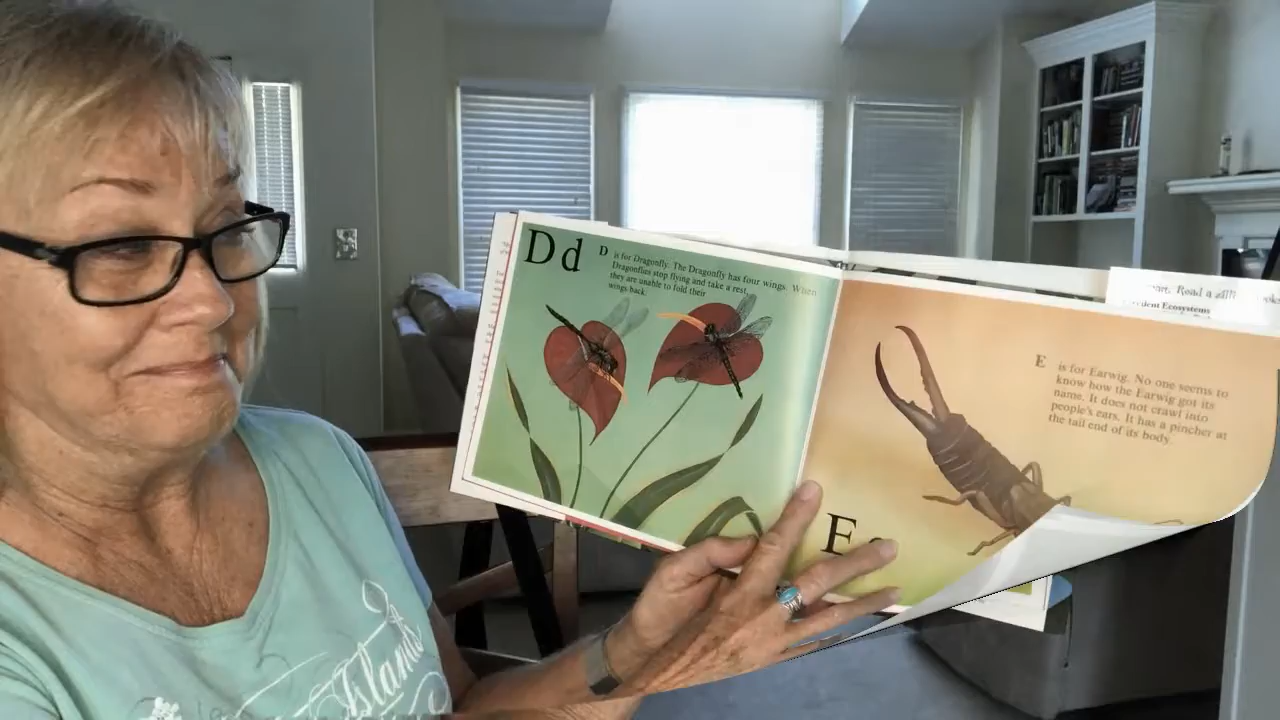 Dd
D is for Dragonfly. The Dragonfly has four wings. When
Dragonflies stop flying and take a rest,
they are unable to fold their
wings back.
E is for Earwig. No one seems to
know how the Earwig got its
name. It does not crawl into
people's ears. It has a pincher at
the tail end of its body.
E
Read a
Ecosystems
Island